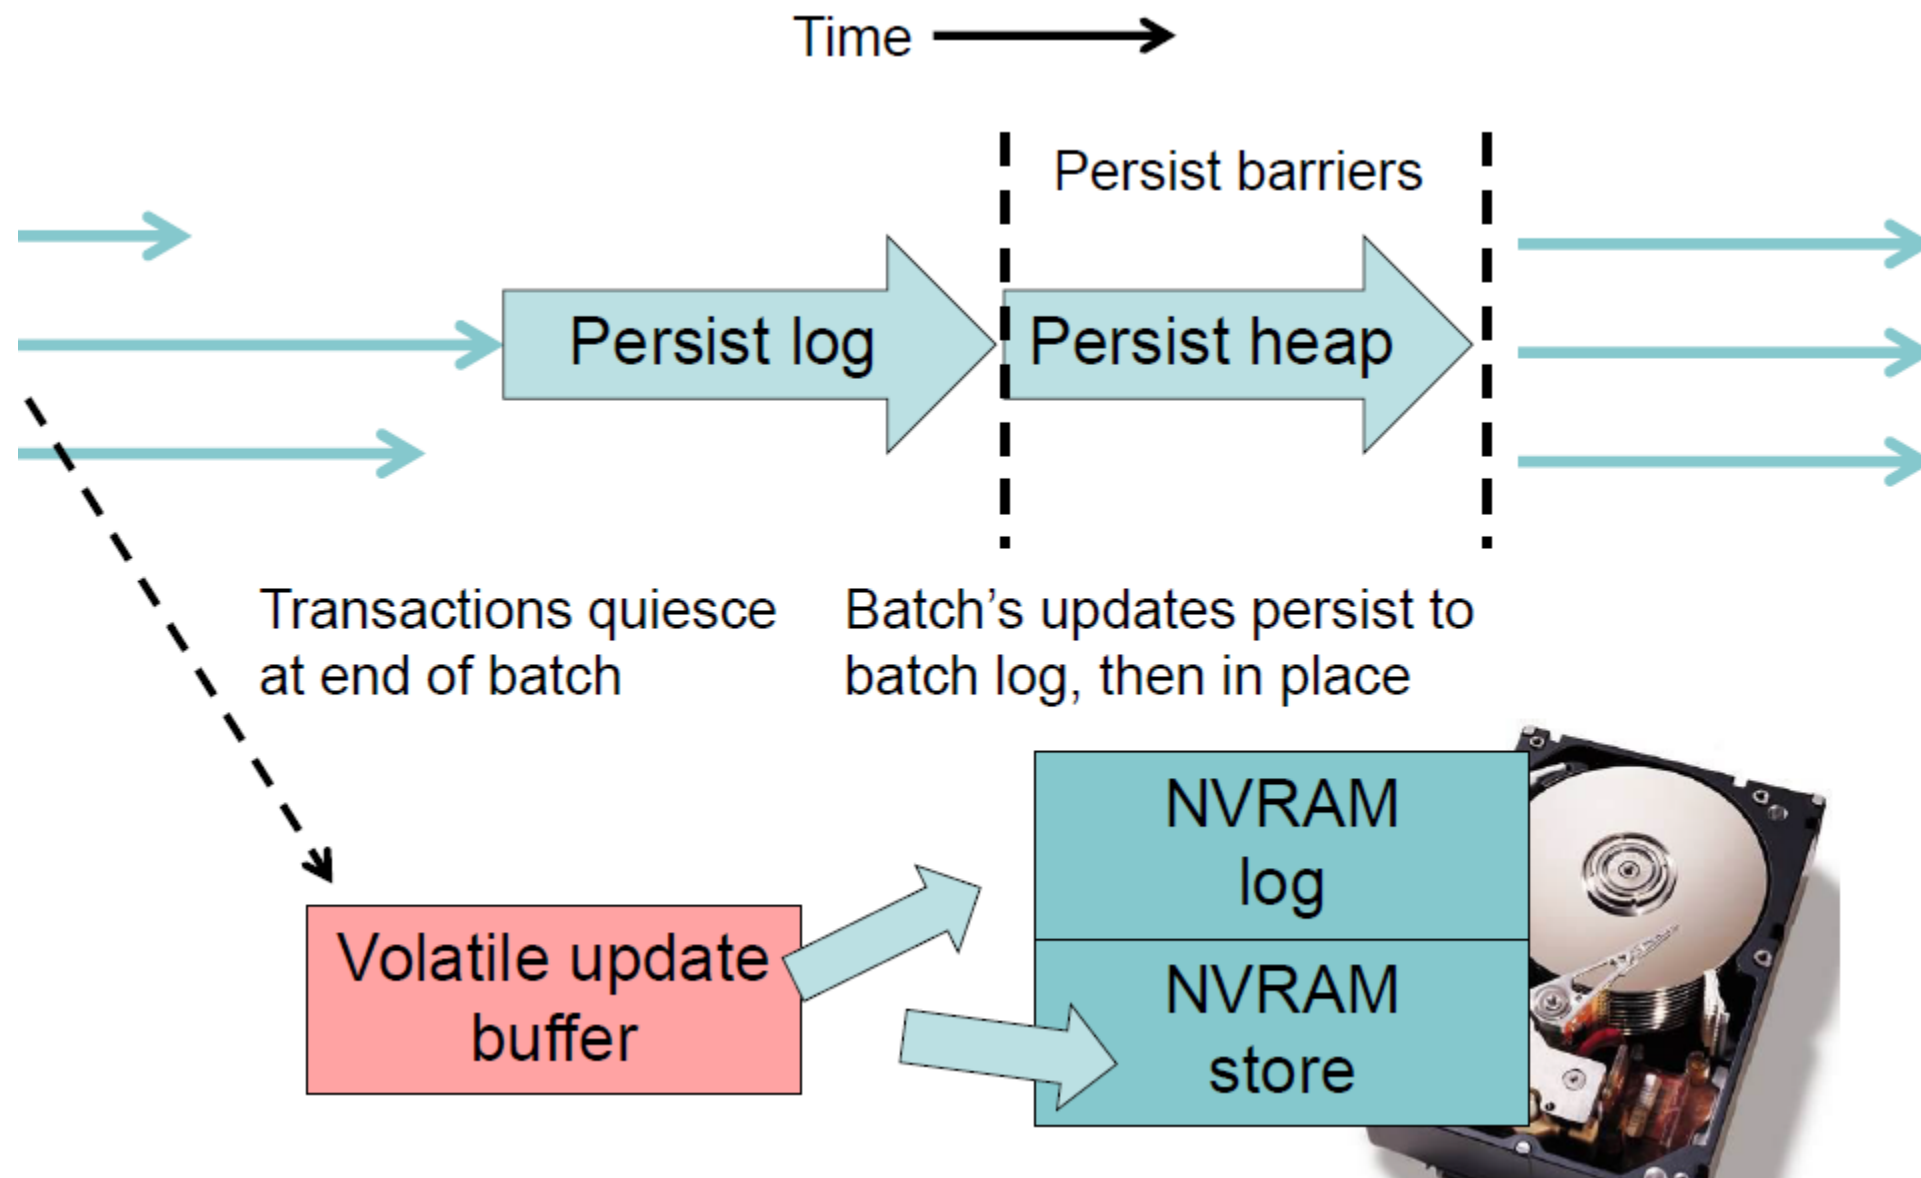 Time
Persist barriers
Persist log
Persist heap
Transactions quiesce
at end of batch
Batch’s updates persist to
batch log, then in place
NVRAM
log
Volatile update
buffer
NVRAM
store